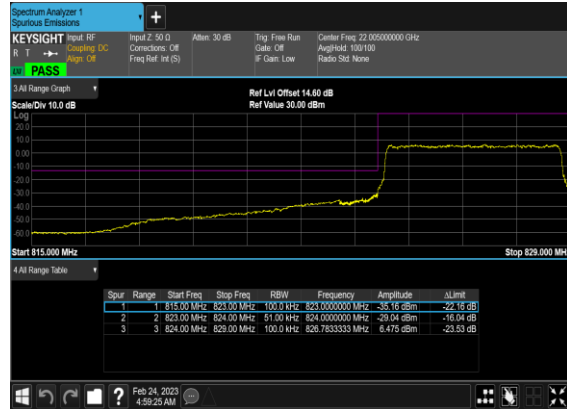 Spectrum Analyzer 1
Spurious Emissions
KEYSIGHT Input: RF Input Z: 50 Ω Atten: 30 dB Trig: Free Run Center Freq: 22.005000000 GHz
R T Coupling: DC Corrections: Off Gate: Off Avg|Hold: 100/100
Align: Off Freq Ref: Int (S) IF Gain: Low Radio Std: None
PASS
3 All Range Graph
Ref Lvl Offset 14.60 dB
Scale/Div 10.0 dB Ref Value 30.00 dBm
Log
20.0
10.0
0.00
-10.0
-20.0
-30.0
-40.0
-50.0
-60.0
Start 815.000 MHz Stop 829.000 MH
4 All Range Table
Spur Range Start Freq Stop Freq RBW Frequency Amplitude ΔLimit
1 1 815.00 MHz 823.00 MHz 100.0 kHz 823.0000000 MHz -35.16 dBm -22.16 dB
2 2 823.00 MHz 824.00 MHz 51.00 kHz 824.0000000 MHz -29.04 dBm -16.04 dB
3 3 824.00 MHz 829.00 MHz 100.0 kHz 826.7833333 MHz 6.475 dBm -23.53 dB
? Feb 24, 2023
4:59:25 AM